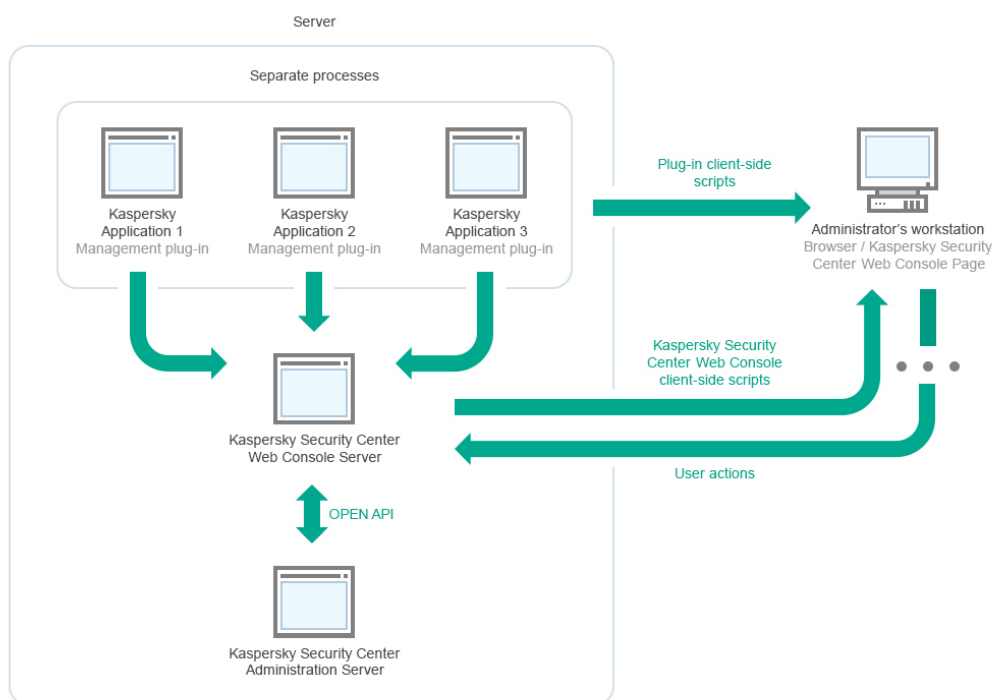 Server
Separate processes
Kaspersky
Application 1
Management plug-in
Kaspersky
Application 2
Management plug-in
Kaspersky
Application 3
Management plug-in
Plug-in client-side
scripts
Administrator's workstation
Browser / Kaspersky Security
Center Web Console Page
Kaspersky Security
Center Web Console
client-side scripts
Kaspersky Security Center
Web Console Server
User actions
OPEN API
Kaspersky Security Center
Administration Server